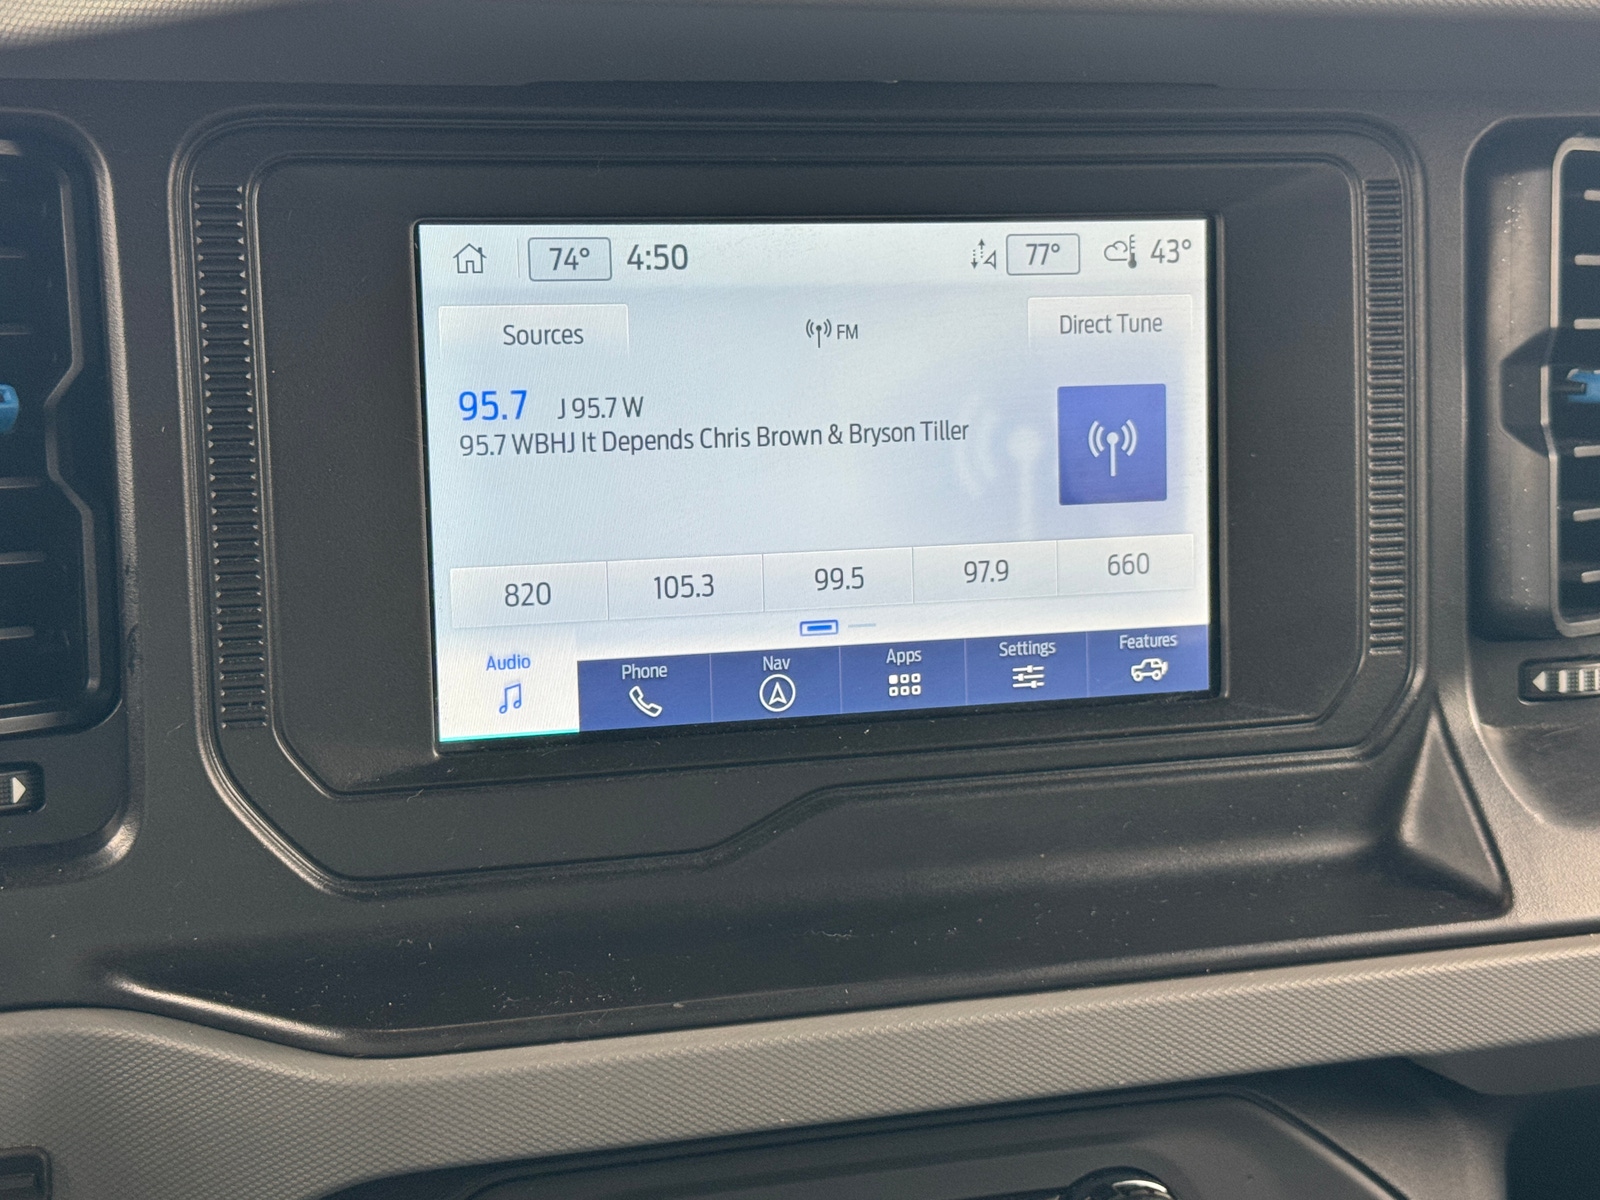 74° 4:50 77° 43°
Sources FM Direct Tune
95.7 J 95.7 W
95.7 WBHJ It Depends Chris Brown & Bryson Tiller
820 105.3 99.5 97.9 660
Audio Phone Nav Apps Settings Features